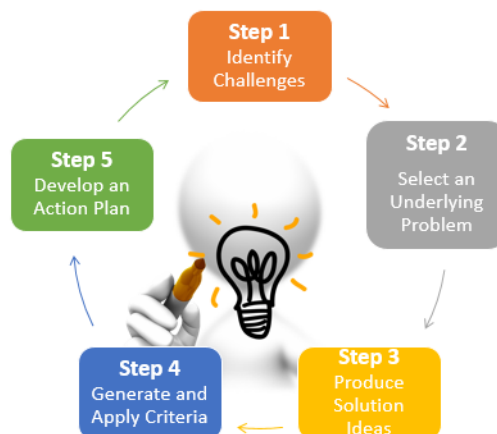 Step 1
Identify
Challenges
Step 2
Select an
Underlying
Problem
Step 3
Produce
Solution
Ideas
Step 4
Generate and
Apply Criteria
Step 5
Develop an
Action Plan